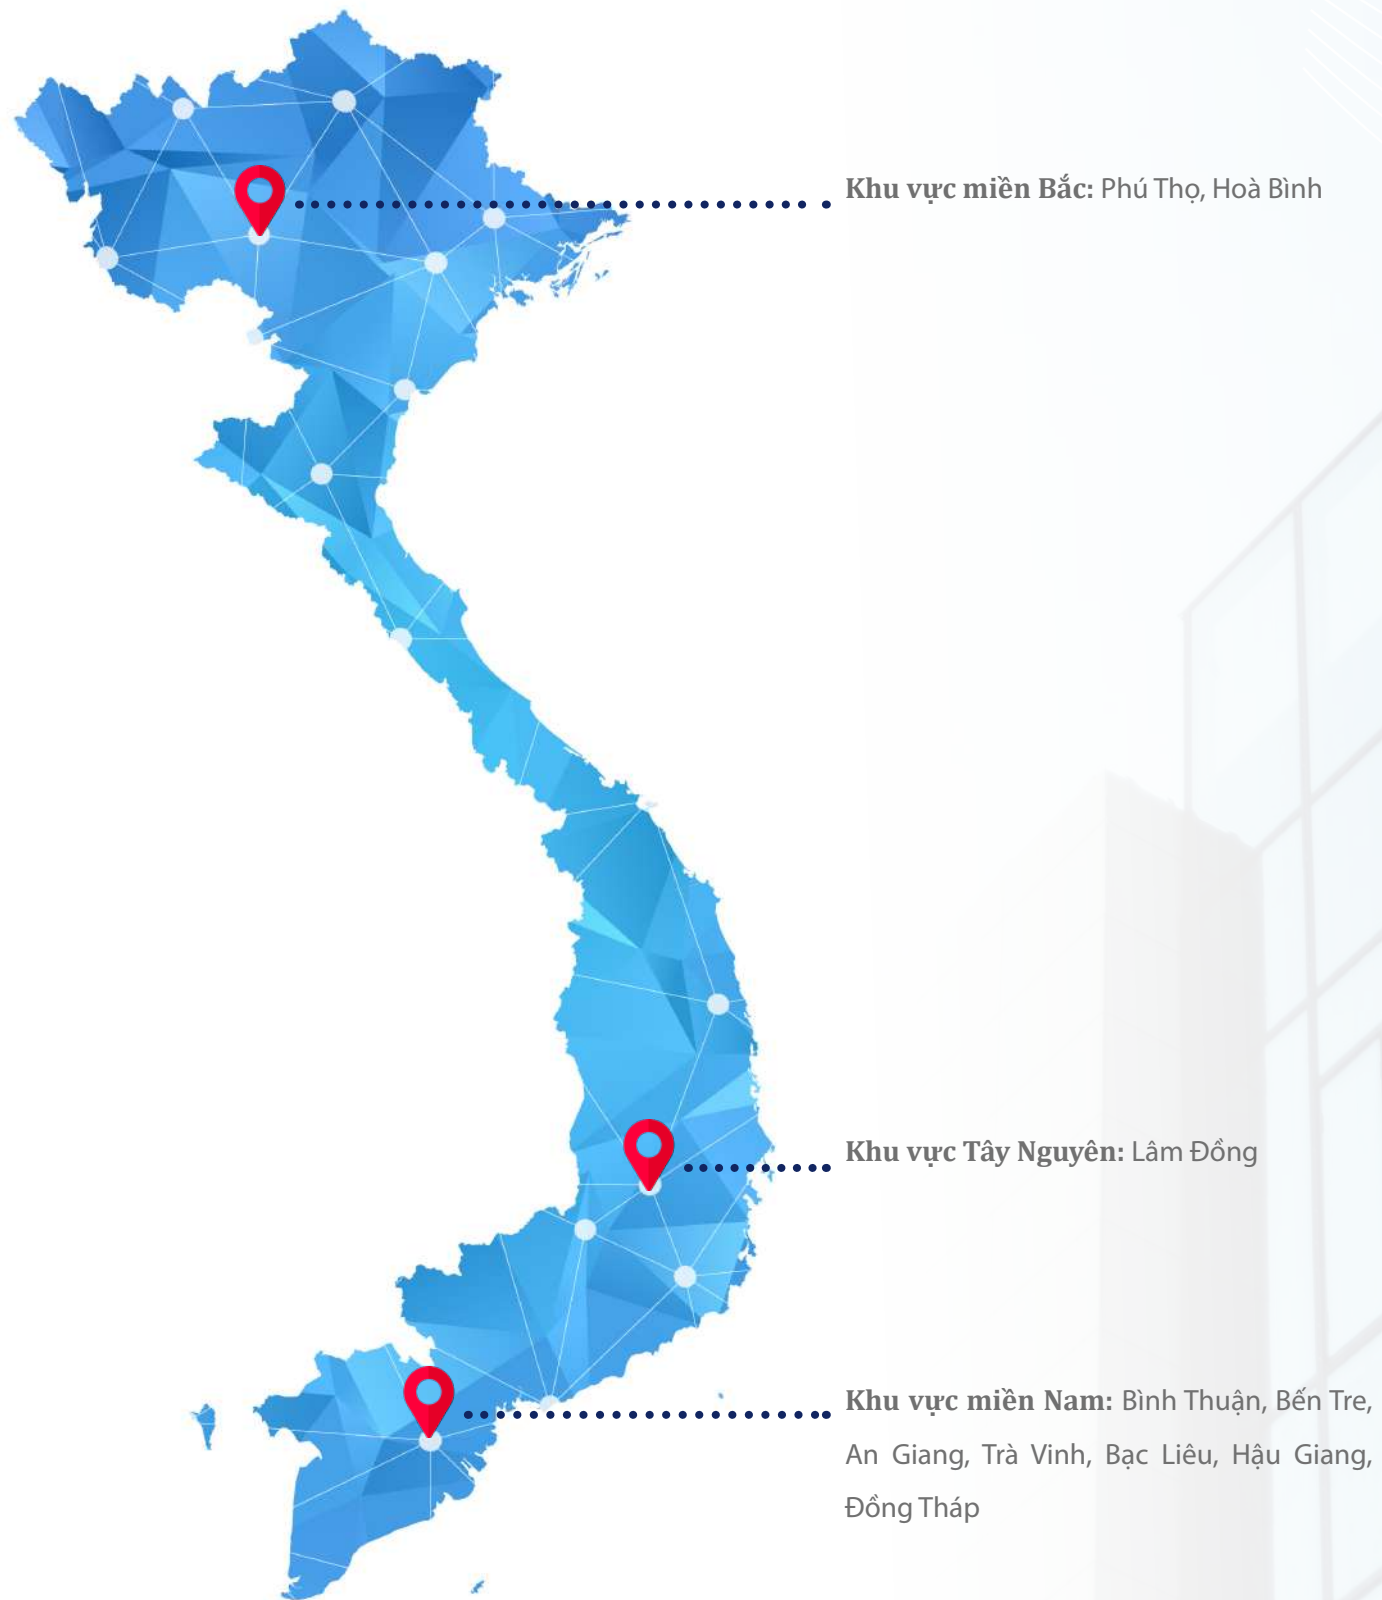 Khu vực miền Bắc: Phú Thọ, Hoà Bình
Khu vực Tây Nguyên: Lâm Đồng
Khu vực miền Nam: Bình Thuận, Bến Tre,
An Giang, Trà Vinh, Bạc Liêu, Hậu Giang,
Đồng Tháp